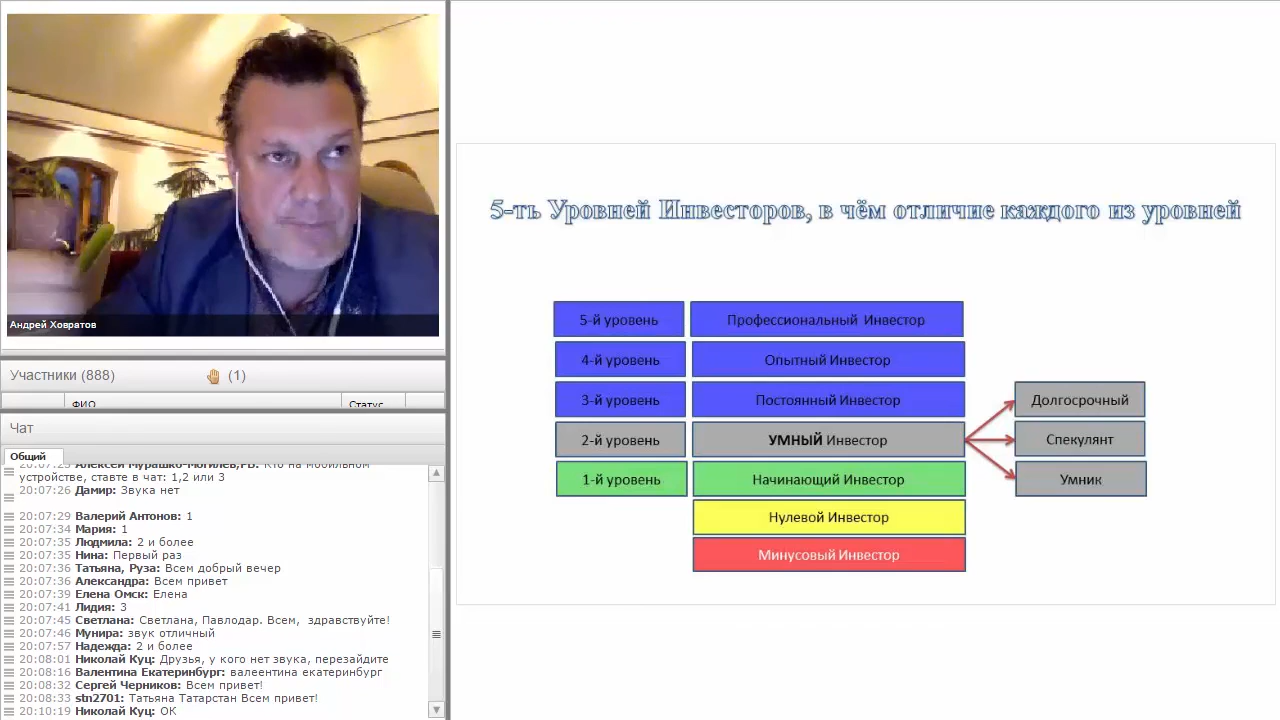 Андрей Ховратов
Участники (888)
(1)
ФИО
Статус
Чат
Общий
20:07:25 Алексей Мурашко-Могилев,РБ: Кто на мобильном
устройстве, ставте в чат: 1,2 или 3
20:07:26 Дамир: Звука нет
20:07:29 Валерий Антонов: 1
20:07:34 Мария: 1
20:07:35 Людмила: 2 и более
20:07:35 Нина: Первый раз
20:07:36 Татьяна, Руза: Всем добрый вечер
20:07:36 Александра: Всем привет
20:07:39 Елена Омск: Елена
20:07:41 Лидия: 3
20:07:45 Светлана: Светлана, Павлодар. Всем, здравствуйте!
20:07:46 Мунира: звук отличный
20:07:57 Надежда: 2 и более
20:08:01 Николай Куц: Друзья, у кого нет звука, перезайдите
20:08:16 Валентина Екатеринбург: валеентина екатеринбург
20:08:32 Сергей Черников: Всем привет!
20:08:33 stn2701: Татьяна Татарстан Всем привет!
20:10:19 Николай Куц: ОК
5-ть Уровней Инвесторов, в чём отличие каждого из уровней
5-й уровень Профессиональный Инвестор
4-й уровень Опытный Инвестор
3-й уровень Постоянный Инвестор Долгосрочный
2-й уровень УМНЫЙ Инвестор Спекулянт
1-й уровень Начинающий Инвестор Умник
Нулевой Инвестор
Минусовый Инвестор